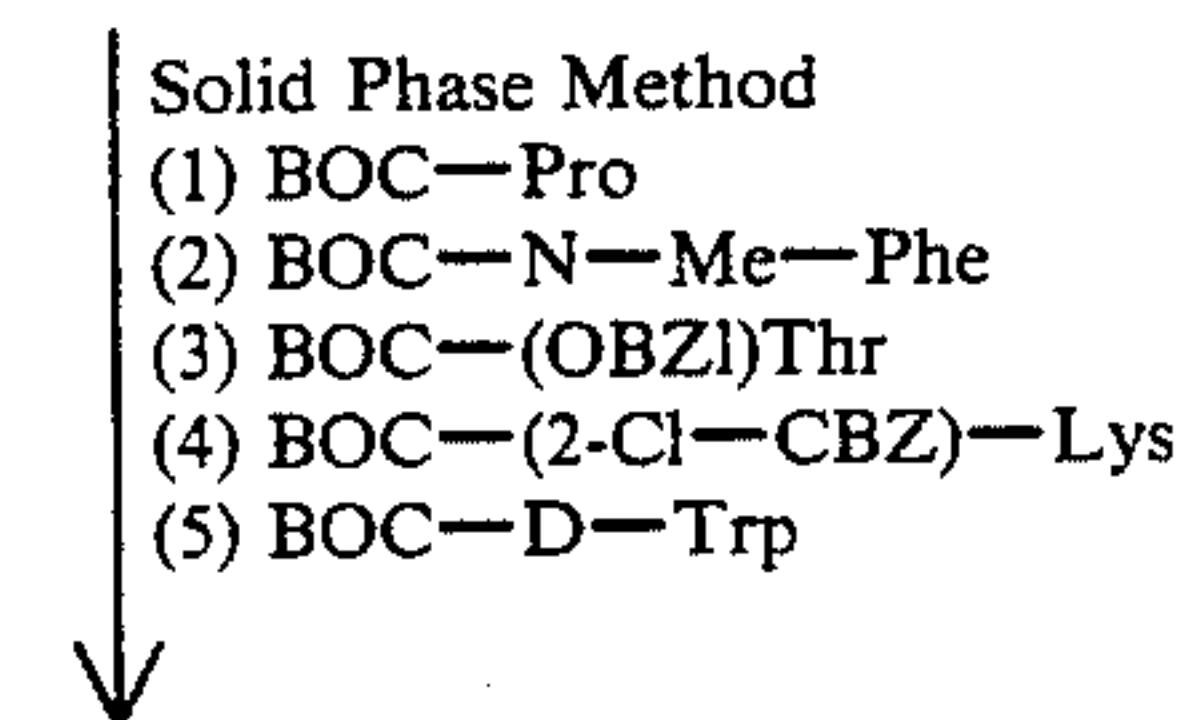 Solid Phase Method
(1) BOC—Pro
(2) BOC—N—Me—Phe
(3) BOC—(OBZl)Thr
(4) BOC—(2-Cl—CBZ)—Lys
(5) BOC—D—Trp